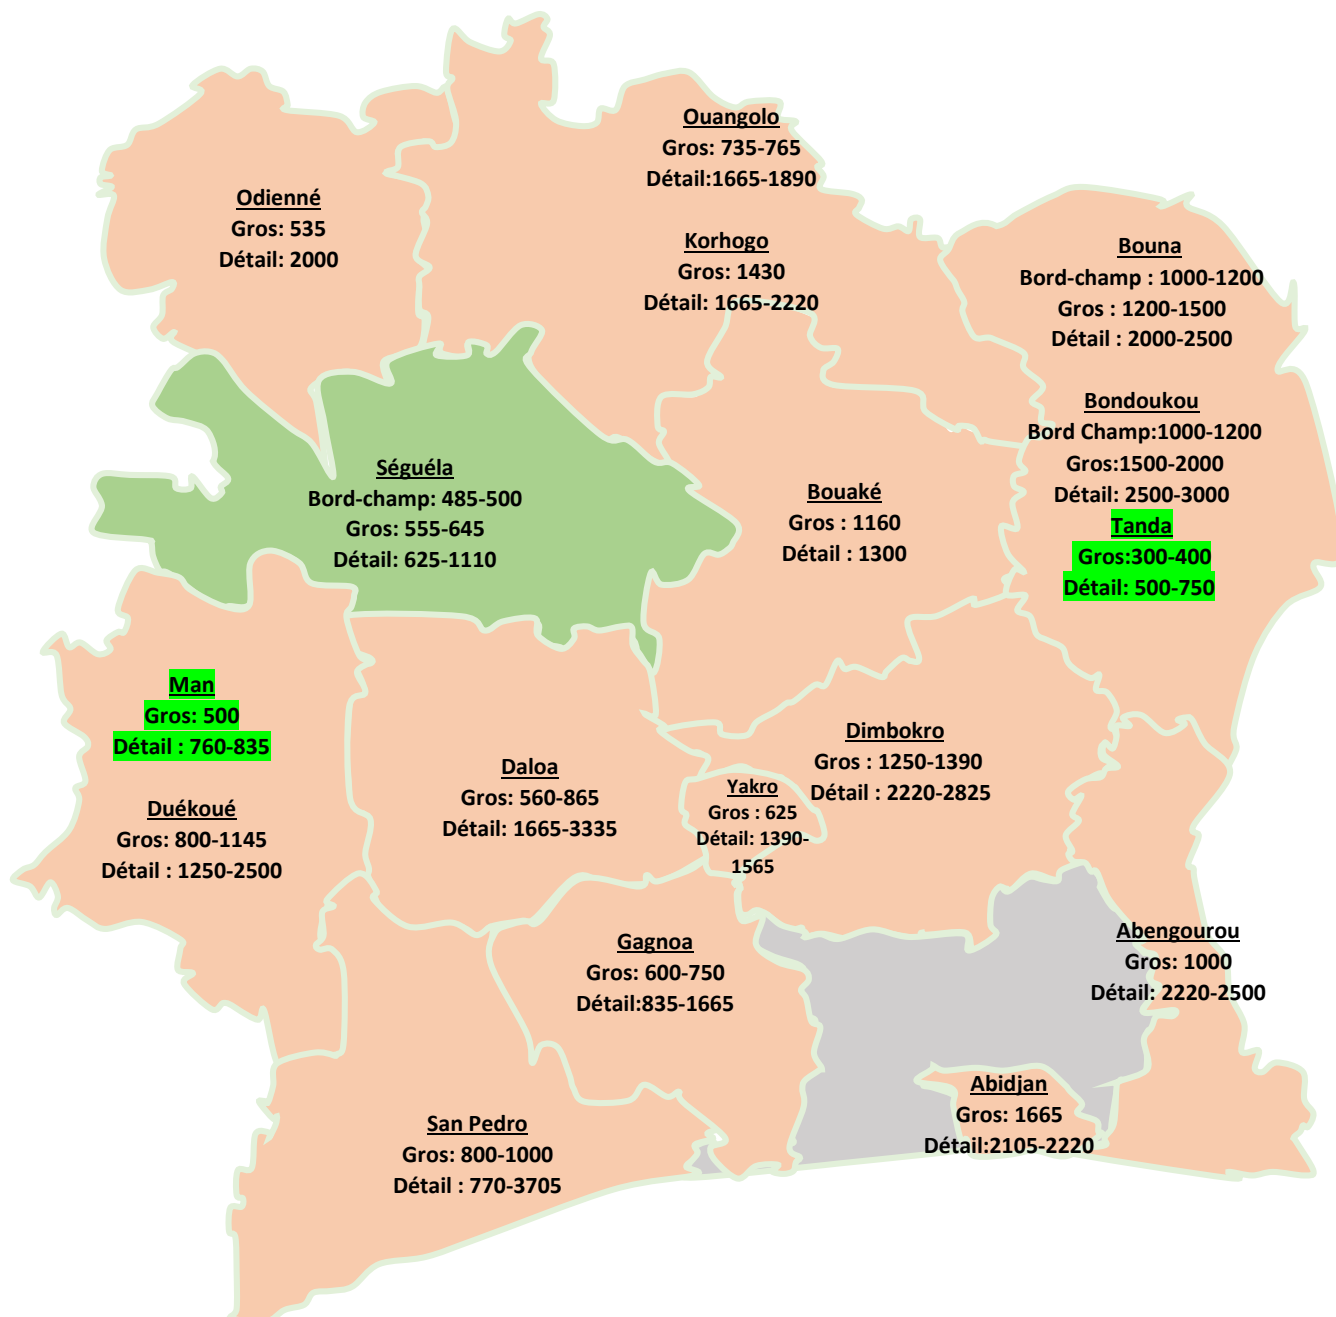 Ouangolo
Gros: 735-765
Détail:1665-1890
Odienné
Gros: 535
Détail: 2000
Korhogo
Gros: 1430
Détail: 1665-2220
Bouna
Bord-champ : 1000-1200
Gros : 1200-1500
Détail : 2000-2500
Bondoukou
Bord Champ:1000-1200
Gros:1500-2000
Détail: 2500-3000
Tanda
Gros:300-400
Détail: 500-750
Séguéla
Bord-champ: 485-500
Gros: 555-645
Détail: 625-1110
Bouaké
Gros : 1160
Détail : 1300
Man
Gros: 500
Détail : 760-835
Duékoué
Gros: 800-1145
Détail : 1250-2500
Daloa
Gros: 560-865
Détail: 1665-3335
Yakro
Gros : 625
Détail: 1390-
1565
Dimbokro
Gros : 1250-1390
Détail : 2220-2825
Gagnoa
Gros: 600-750
Détail:835-1665
Abengourou
Gros: 1000
Détail: 2220-2500
San Pedro
Gros: 800-1000
Détail : 770-3705
Abidjan
Gros: 1665
Détail:2105-2220